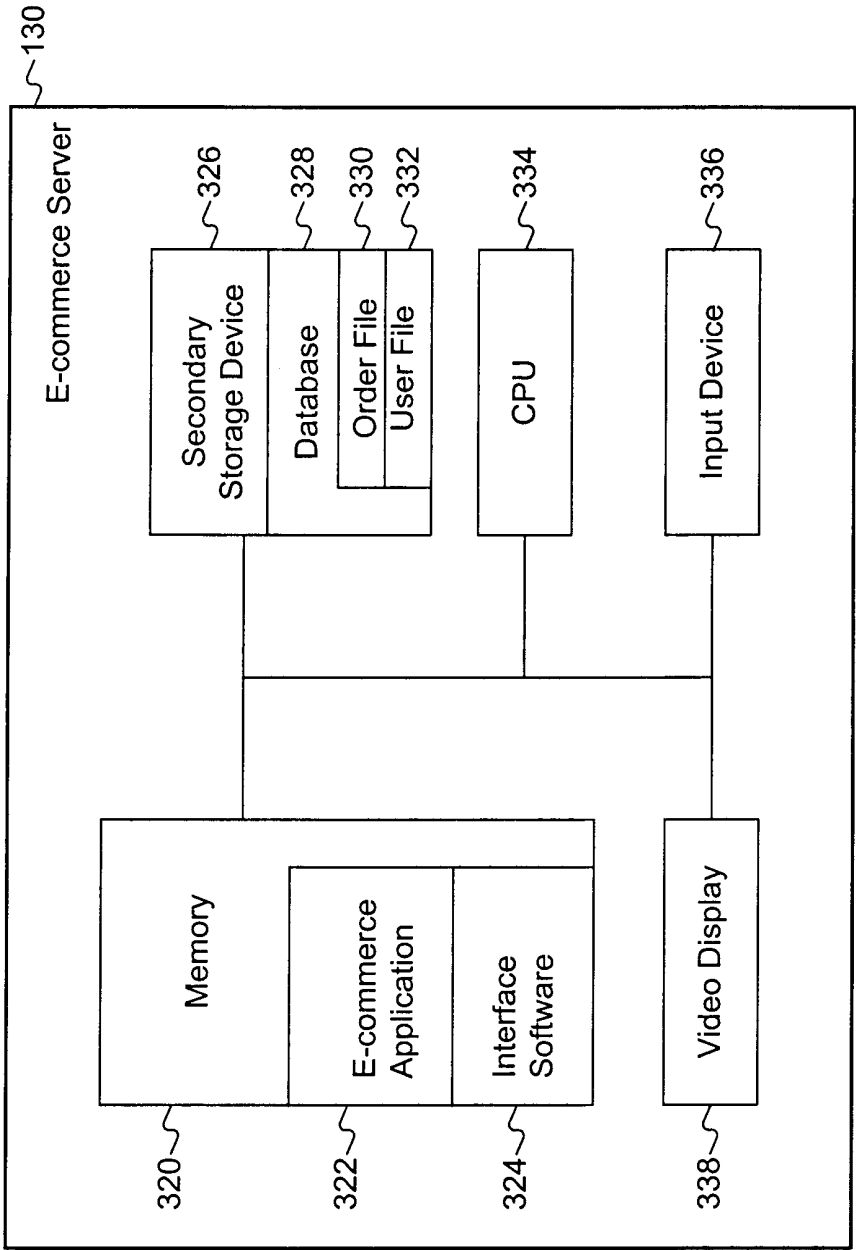 E-commerce Server
130
320
Memory
322
E-commerce
Application
324
Interface
Software
338
Video Display
Secondary
Storage Device
326
Database
328
Order File
330
User File
332
CPU
334
Input Device
336